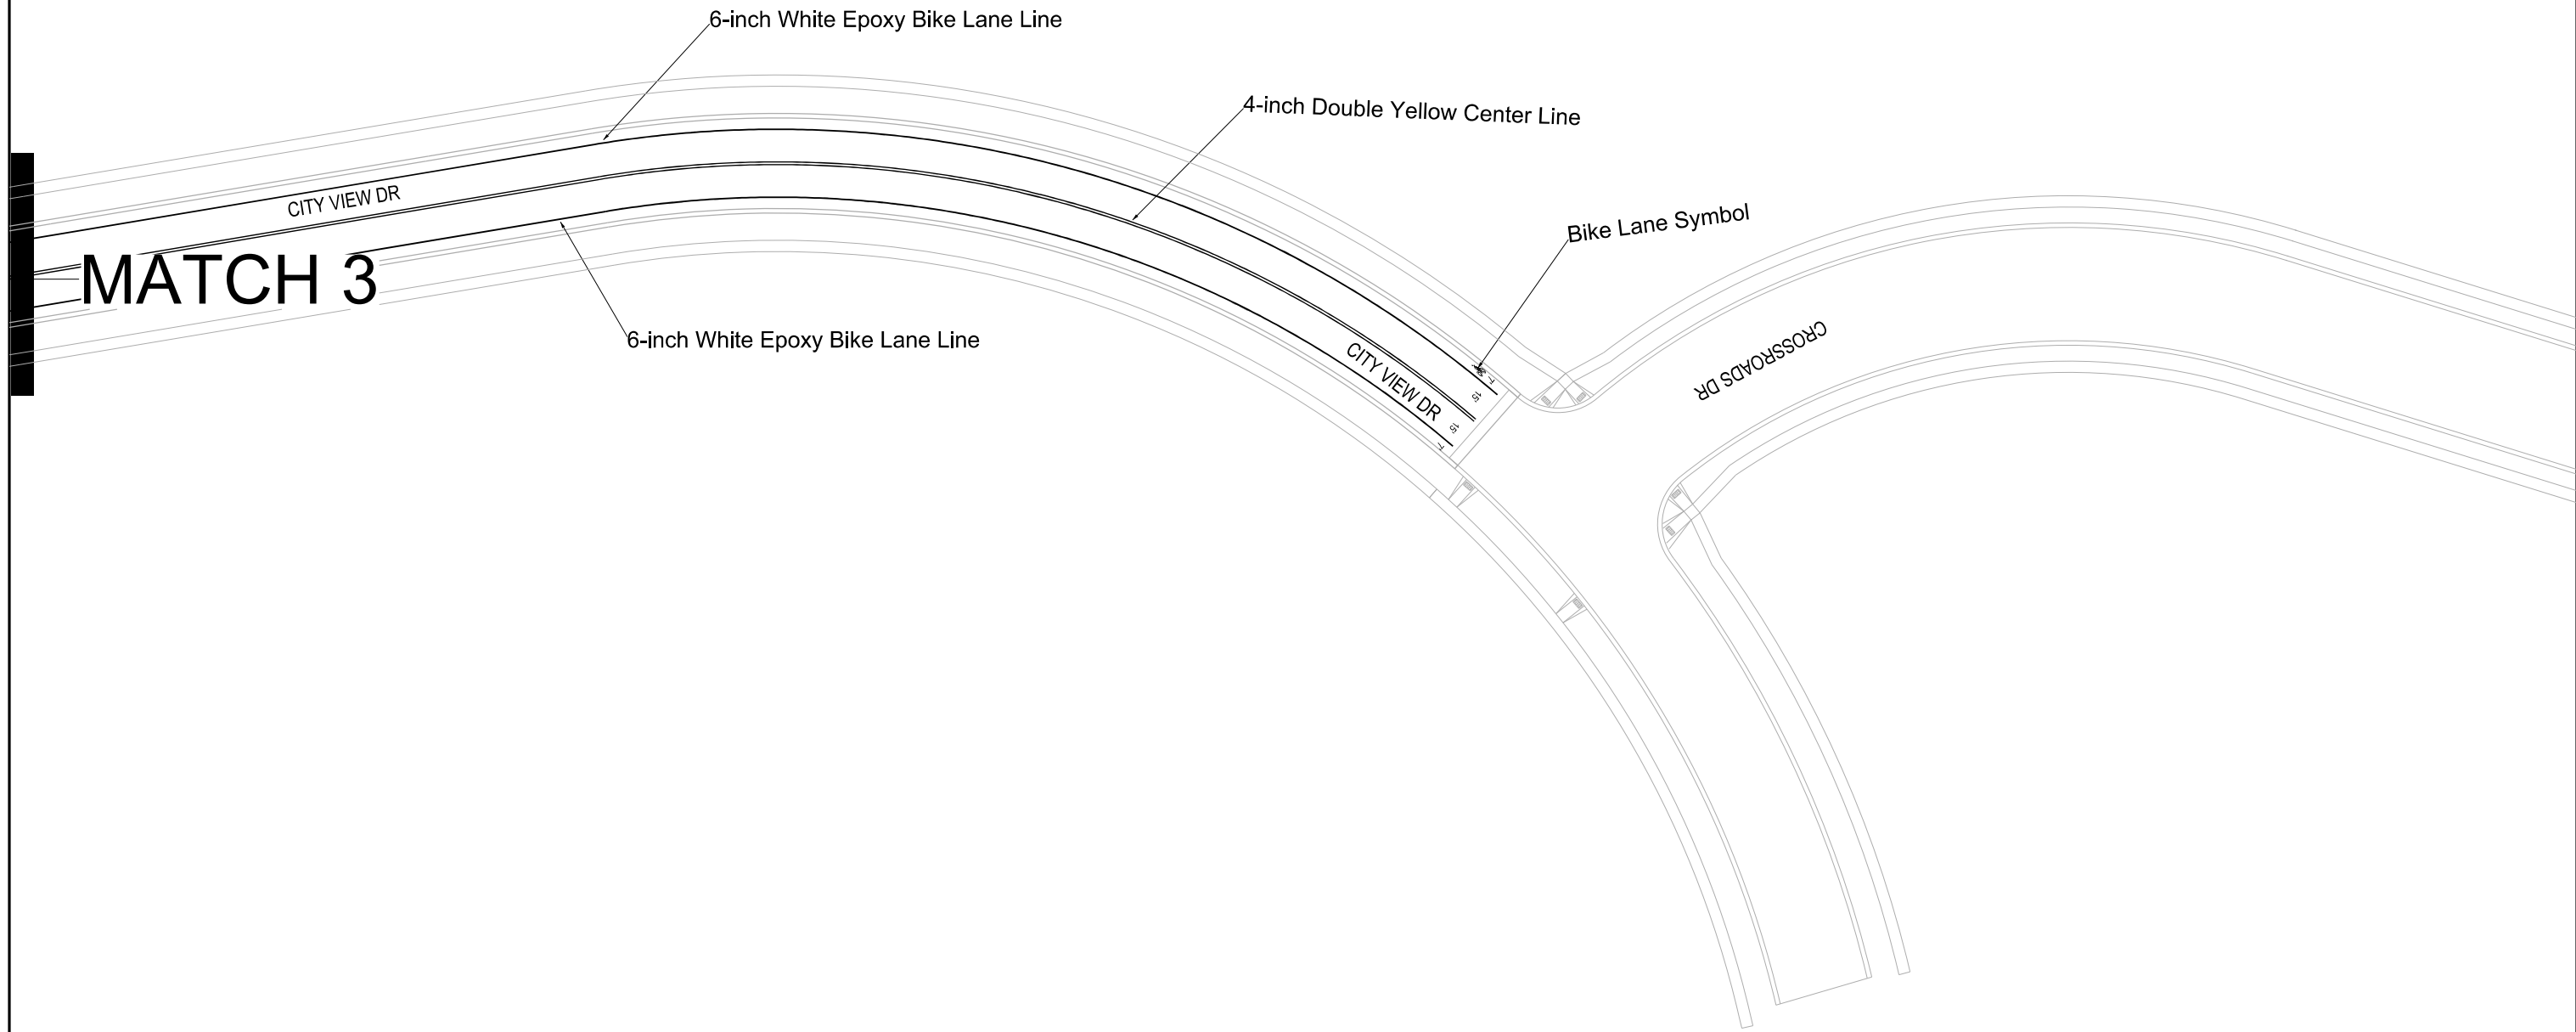 6-inch White Epoxy Bike Lane Line
4-inch Double Yellow Center Line
CITY VIEW DR
Bike Lane Symbol
MATCH 3
6-inch White Epoxy Bike Lane Line
CROSSROADS DR
CITY VIEW DR
15'
15'